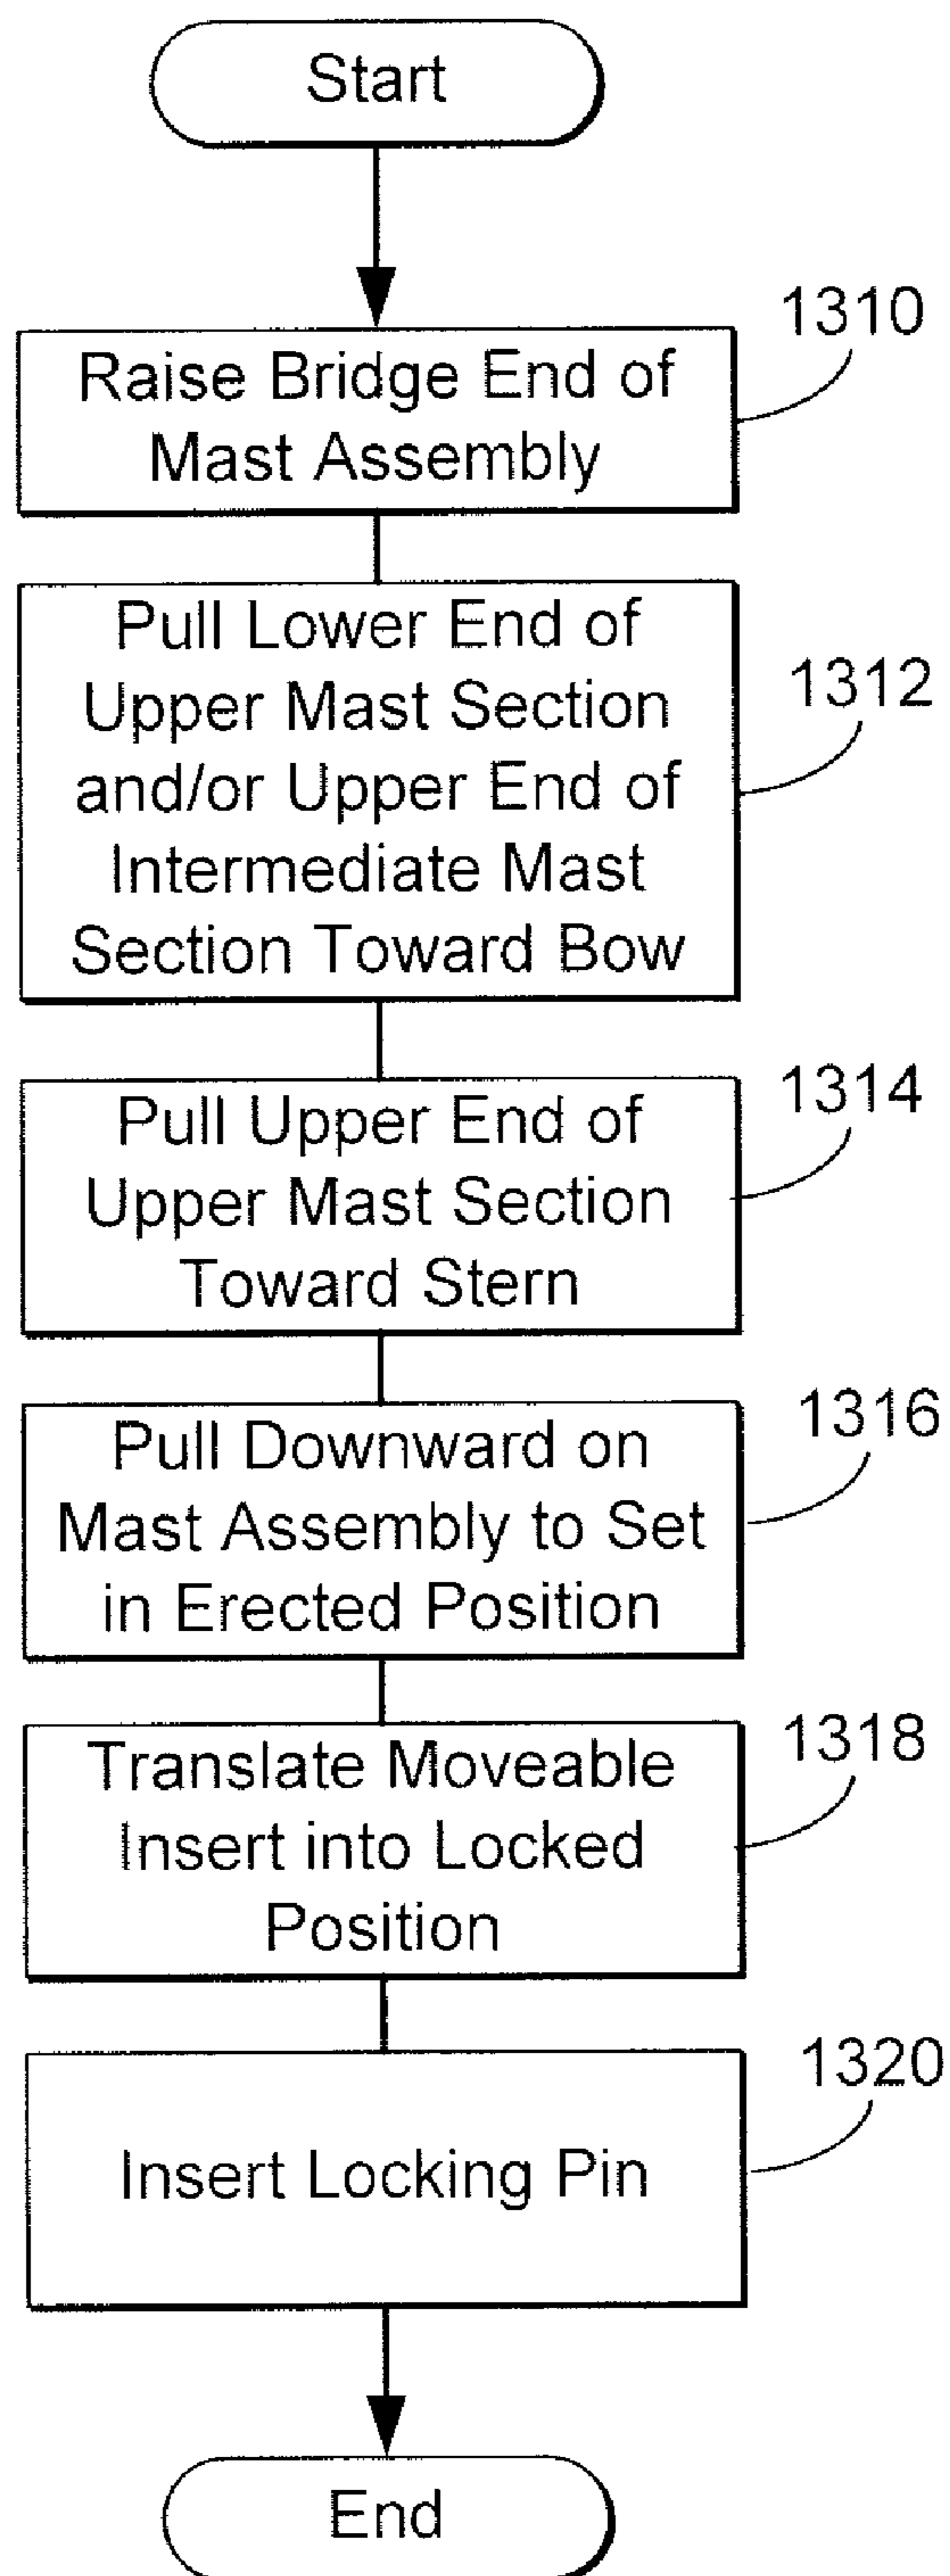 Start
1310
Raise Bridge End of
Mast Assembly
Pull Lower End of
Upper Mast Section
and/or Upper End of
Intermediate Mast
Section Toward Bow
1312
Pull Upper End of
Upper Mast Section
Toward Stern
1314
Pull Downward on
Mast Assembly to Set
in Erected Position
1316
Translate Moveable
Insert into Locked
Position
1318
Insert Locking Pin
1320
End